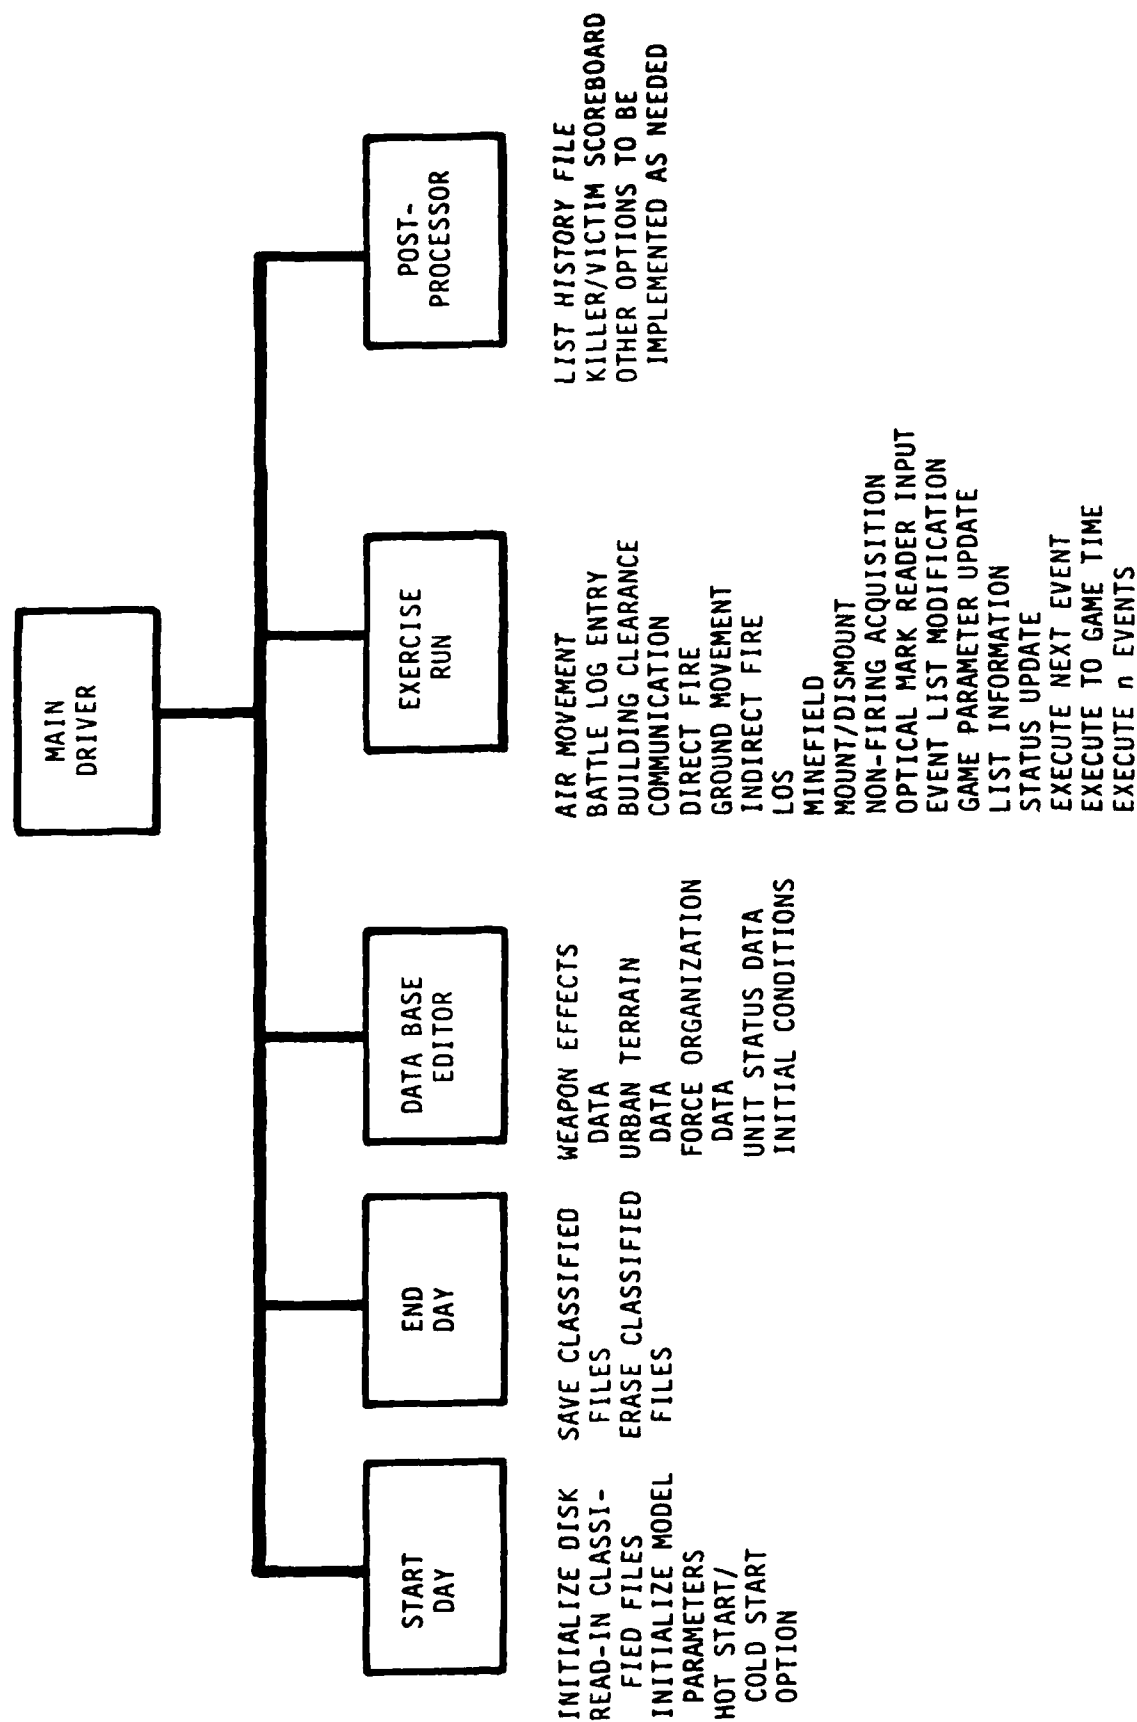 MAIN
DRIVER
START
DAY
INITIALIZE DISK
READ-IN CLASSI-
FIED FILES
INITIALIZE MODEL
PARAMETERS
HOT START/
COLD START
OPTION
END
DAY
SAVE CLASSIFIED
FILES
ERASE CLASSIFIED
FILES
DATA BASE
EDITOR
WEAPON EFFECTS
DATA
URBAN TERRAIN
DATA
FORCE ORGANIZATION
DATA
UNIT STATUS DATA
INITIAL CONDITIONS
EXERCISE
RUN
AIR MOVEMENT
BATTLE LOG ENTRY
BUILDING CLEARANCE
COMMUNICATION
DIRECT FIRE
GROUND MOVEMENT
INDIRECT FIRE
LOS
MINEFIELD
MOUNT/DISMOUNT
NON-FIRING ACQUISITION
OPTICAL MARK READER INPUT
EVENT LIST MODIFICATION
GAME PARAMETER UPDATE
LIST INFORMATION
STATUS UPDATE
EXECUTE NEXT EVENT
EXECUTE TO GAME TIME
EXECUTE n EVENTS
POST-
PROCESSOR
LIST HISTORY FILE
KILLER/VICTIM SCOREBOARD
OTHER OPTIONS TO BE
IMPLEMENTED AS NEEDED